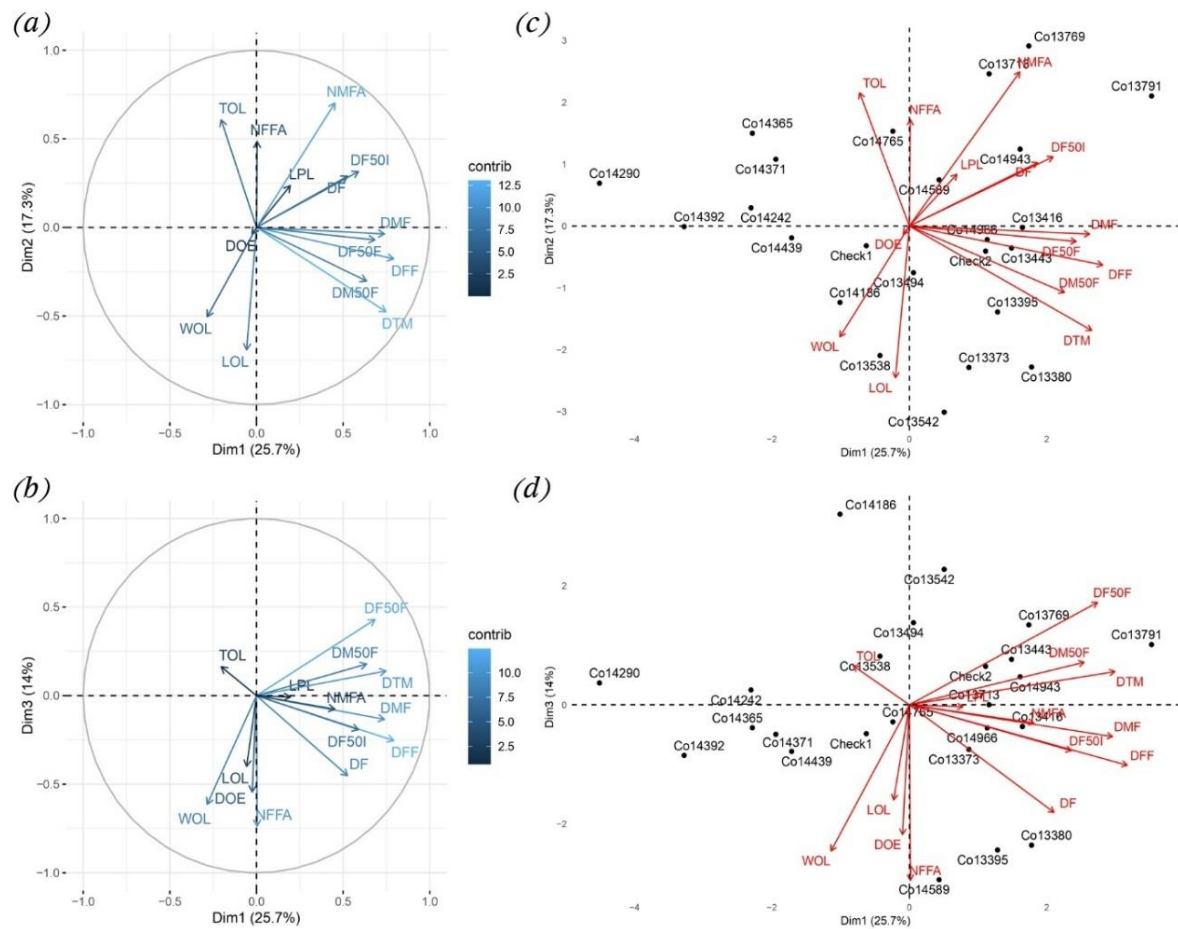 (a)
1.0
0.5
0.0
-0.5
-1.0
Dim2 (17.3%)
TOL
NMFA
NFFA
DF50I
LPL
DF
DMF
DOE
DF50F
DFF
DM50F
DTM
WOL
LOL
-1.0 -0.5 0.0 0.5 1.0
Dim1 (25.7%)
contrib
12.5
10.0
7.5
5.0
2.5
(c)
3
2
1
0
-1
-2
-3
Dim2 (17.3%)
Co13769
Co13713
NMFA
Co13791
TOL
NFFA
Co14365
Co14765
Co14371
Co14943
DF50I
LPL
DF
Co14290
Co14589
Co14392
Co14242
Co13416
DMF
Co14439
Co14966
DOE
DF50F
Check1
Check2
Co13443
DFF
Co13494
DM50F
Co14186
Co13395
DTM
WOL
Co13538
Co13373
Co13380
LOL
Co13542
-4 -2 0 2
Dim1 (25.7%)
(b)
1.0
0.5
0.0
-0.5
-1.0
Dim3 (14%)
DF50F
TOL
DM50F
DTM
LPL
NMFA
DMF
DF50I
DFF
LOL
DF
DOE
WOL
NFFA
-1.0 -0.5 0.0 0.5 1.0
Dim1 (25.7%)
contrib
10.0
7.5
5.0
2.5
(d)
2
0
-2
Dim3 (14%)
Co14186
Co13542
DF50F
Co13494
Co13769
TOL
Co13538
Co13443
Co13791
DM50F
Co14290
Check2
DTM
Co14943
Co14242
Co13713
LPL
Co14365
Co14765
NMFA
Co13416
DMF
Co14392
Co14371
Check1
Co14966
DF50I
Co14439
Co13373
DFF
LOL
DF
DOE
WOL
Co13380
Co13395
NFFA
Co14589
-4 -2 0 2
Dim1 (25.7%)